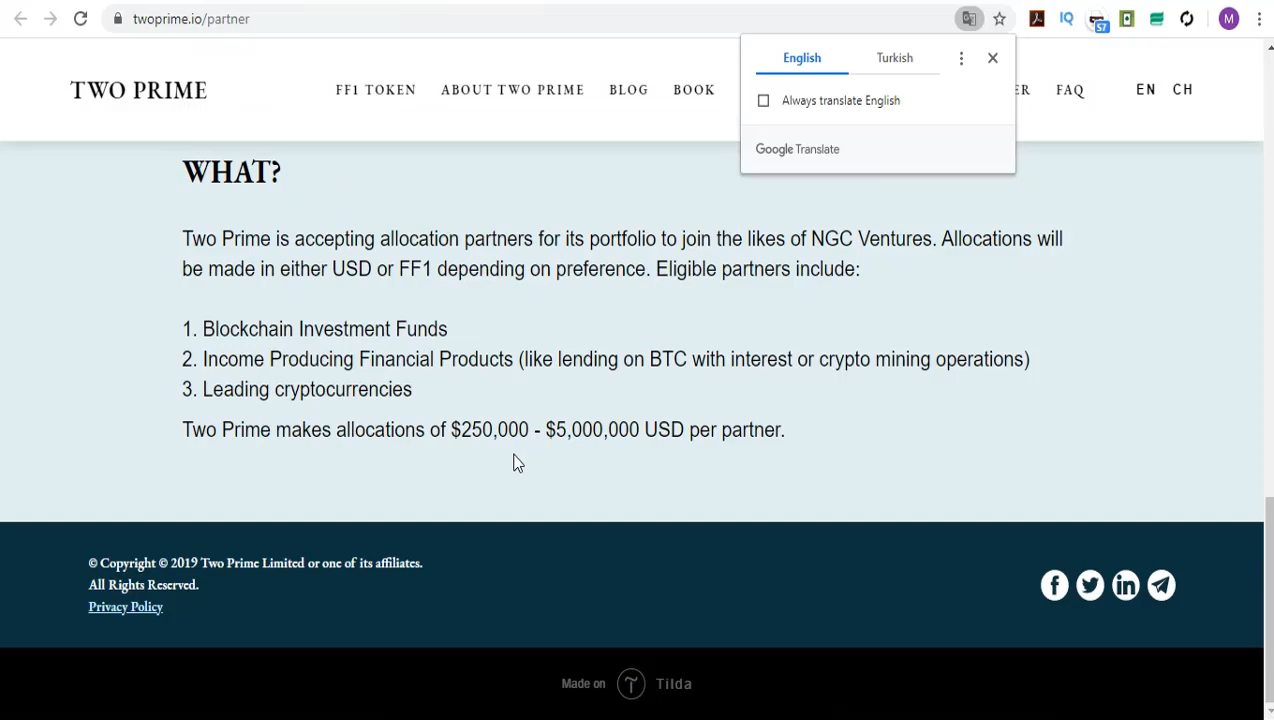 twoprime.io/partner
57
M
English
Turkish
Always translate English
Google Translate
TWO PRIME
FF1 TOKEN
ABOUT TWO PRIME
BLOG
BOOK
ER
FAQ
EN
CH
WHAT?
Two Prime is accepting allocation partners for its portfolio to join the likes of NGC Ventures. Allocations will
be made in either USD or FF1 depending on preference. Eligible partners include:
1. Blockchain Investment Funds
2. Income Producing Financial Products (like lending on BTC with interest or crypto mining operations)
3. Leading cryptocurrencies
Two Prime makes allocations of $250,000 - $5,000,000 USD per partner.
© Copyright © 2019 Two Prime Limited or one of its affiliates.
All Rights Reserved.
Privacy Policy
Made on
Tilda